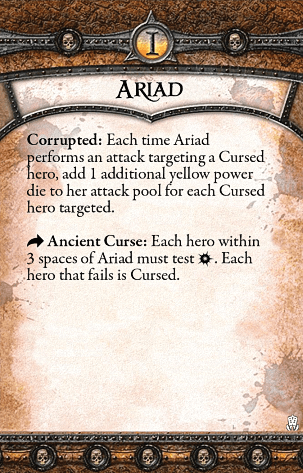 I
ARIAD
Corrupted: Each time Ariad
performs an attack targeting a Cursed
hero, add 1 additional yellow power
die to her attack pool for each Cursed
hero targeted.
Ancient Curse: Each hero within
3 spaces of Ariad must test . Each
hero that fails is Cursed.